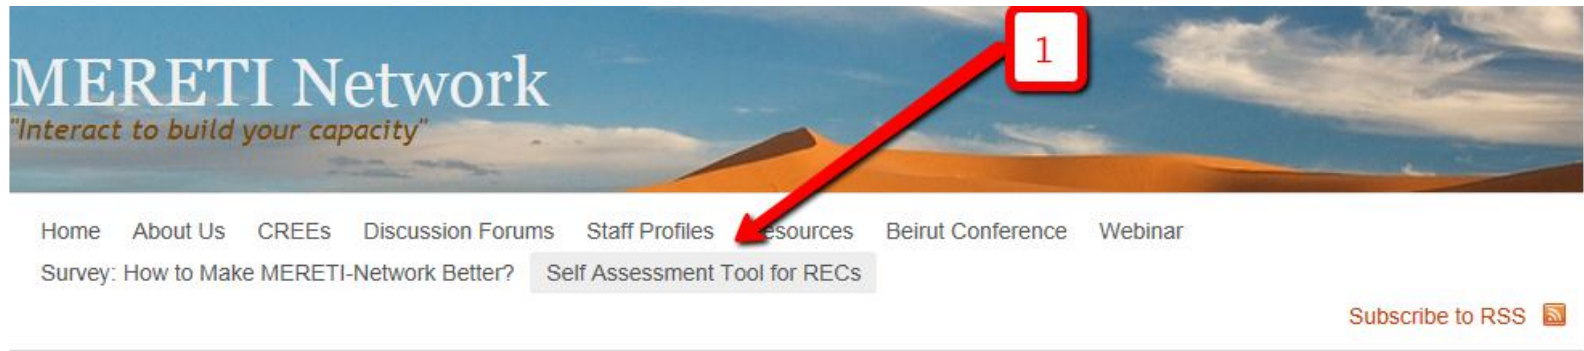 1
MERETI Network
"Interact to build your capacity"
Home About Us CREEs Discussion Forums Staff Profiles esources Beirut Conference Webinar
Survey: How to Make MERETI-Network Better? Self Assessment Tool for RECs
Subscribe to RSS